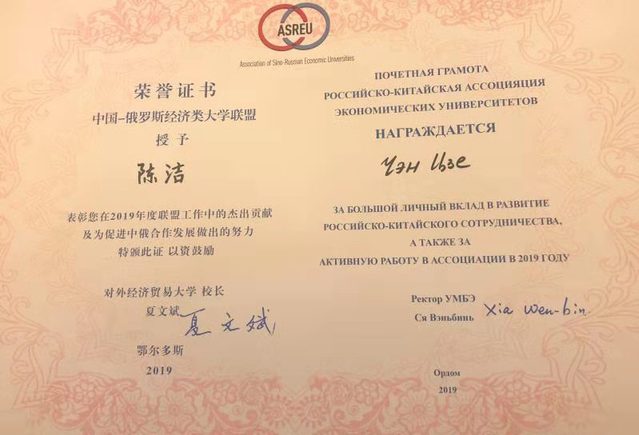 ASREU
Association of Sino-Russian Economic Universities
荣誉证书
中国-俄罗斯经济类大学联盟
授予
陈洁
表彰您在2019年度联盟工作中的杰出贡献
及为促进中俄合作发展做出的努力
特颁此证 以资鼓励
对外经济贸易大学 校长
夏文斌
夏文斌
鄂尔多斯
2019
ПОЧЕТНАЯ ГРАМОТА
РОССИЙСКО-КИТАЙСКАЯ АССОЦИАЦИЯ
ЭКОНОМИЧЕСКИХ УНИВЕРСИТЕТОВ
НАГРАЖДАЕТСЯ
Чэн Цзе
ЗА БОЛЬШОЙ ЛИЧНЫЙ ВКЛАД В РАЗВИТИЕ
РОССИЙСКО-КИТАЙСКОГО СОТРУДНИЧЕСТВА,
А ТАКЖЕ ЗА
АКТИВНУЮ РАБОТУ В АССОЦИАЦИИ В 2019 ГОДУ
Ректор УМБЭ
Ся Вэньбинь
Xia Wen-bin
Ордом
2019